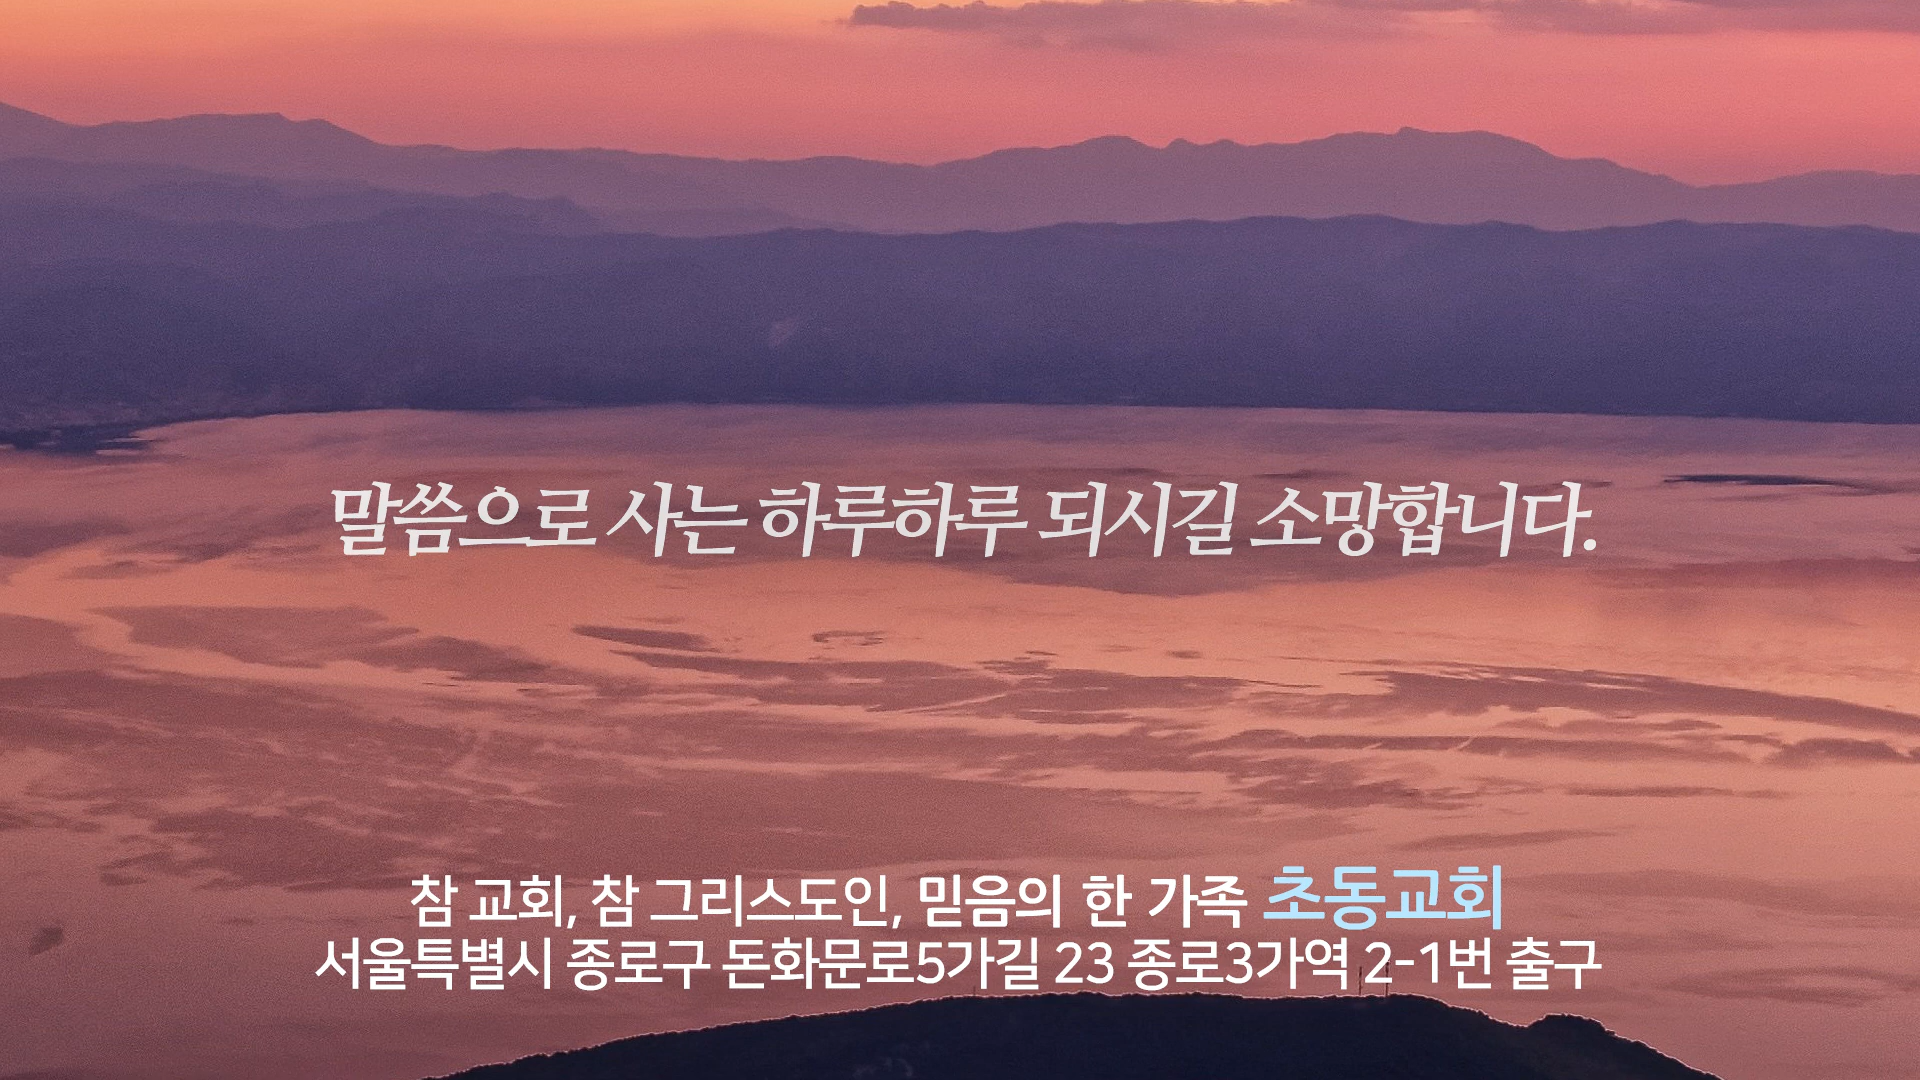 말씀으로 사는 하루하루 되시길 소망합니다.
참 교회, 참 그리스도인, 믿음의 한 가족 초동교회
서울특별시 종로구 돈화문로5가길 23 종로3가역 2-1번 출구